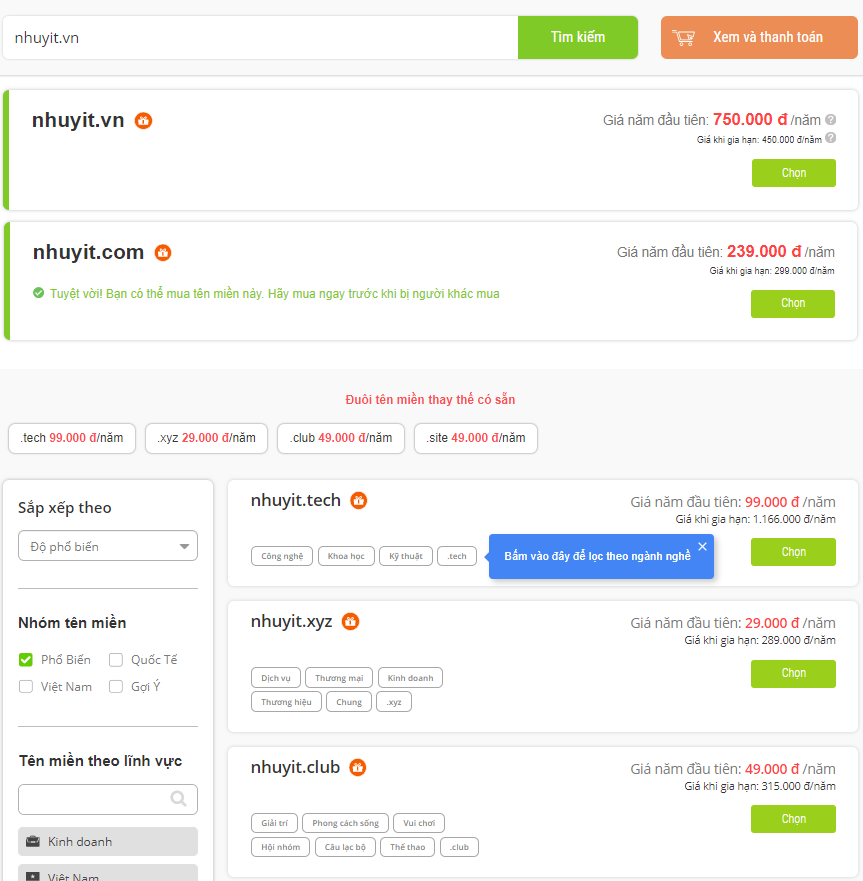 nhuyit.vn
Tìm kiếm
Xem và thanh toán
nhuyit.vn
Giá năm đầu tiên: 750.000 đ /năm ?
Giá khi gia hạn: 450.000 đ/năm ?
Chọn
nhuyit.com
Giá năm đầu tiên: 239.000 đ /năm
Giá khi gia hạn: 299.000 đ/năm
Tuyệt vời! Bạn có thể mua tên miền này. Hãy mua ngay trước khi bị người khác mua
Chọn
Đuôi tên miền thay thế có sẵn
.tech 99.000 đ/năm
.xyz 29.000 đ/năm
.club 49.000 đ/năm
.site 49.000 đ/năm
Sắp xếp theo
Độ phổ biến
Nhóm tên miền
Phổ Biến
Quốc Tế
Việt Nam
Gợi Ý
Tên miền theo lĩnh vực
Kinh doanh
Việt Nam
nhuyit.tech
Giá năm đầu tiên: 99.000 đ /năm
Giá khi gia hạn: 1.166.000 đ/năm
Công nghệ
Khoa học
Kỹ thuật
.tech
Bấm vào đây để lọc theo ngành nghề
Chọn
nhuyit.xyz
Giá năm đầu tiên: 29.000 đ /năm
Giá khi gia hạn: 289.000 đ/năm
Chọn
Dịch vụ
Thương mại
Kinh doanh
Thương hiệu
Chung
.xyz
nhuyit.club
Giá năm đầu tiên: 49.000 đ /năm
Giá khi gia hạn: 315.000 đ/năm
Chọn
Giải trí
Phong cách sống
Vui chơi
Hội nhóm
Câu lạc bộ
Thể thao
.club